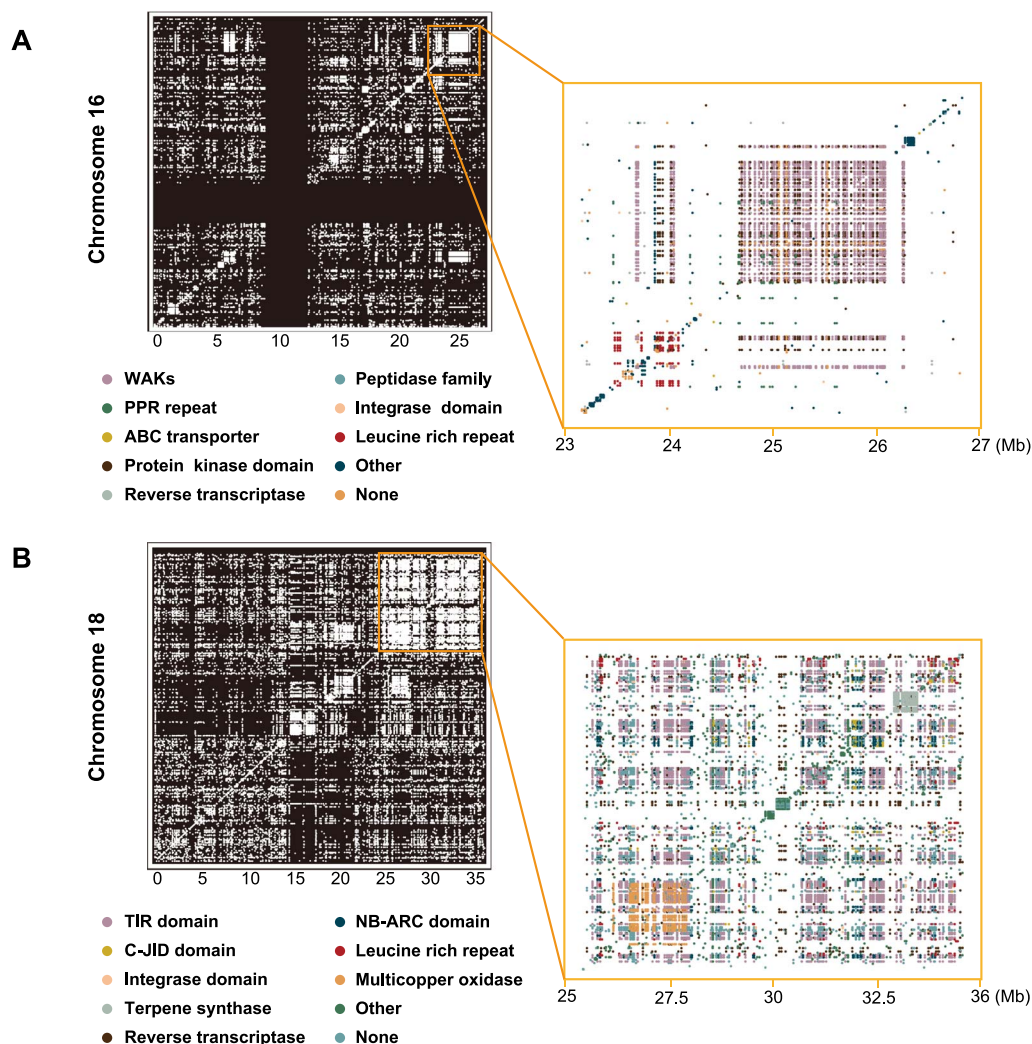 A
Chromosome 16
0 5 10 15 20 25
23 24 25 26 27 (Mb)
WAKs
PPR repeat
ABC transporter
Protein kinase domain
Reverse transcriptase
Peptidase family
Integrase domain
Leucine rich repeat
Other
None
B
Chromosome 18
0 5 10 15 20 25 30 35
25 27.5 30 32.5 36 (Mb)
TIR domain
C-JID domain
Integrase domain
Terpene synthase
Reverse transcriptase
NB-ARC domain
Leucine rich repeat
Multicopper oxidase
Other
None